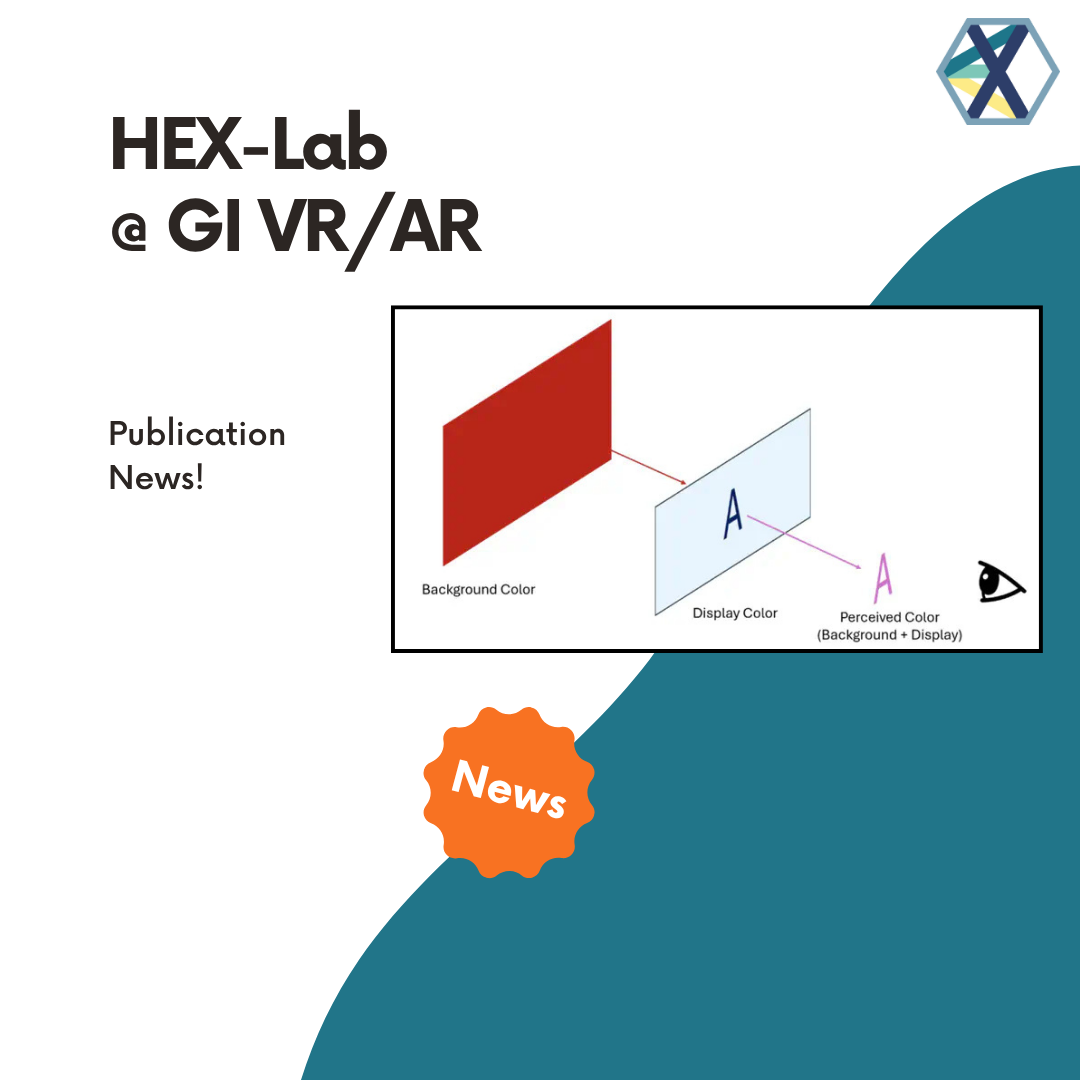 HEX-Lab
@ GI VR/AR
Publication
News!
A
A
Background Color
Display Color
Perceived Color
(Background + Display)
News